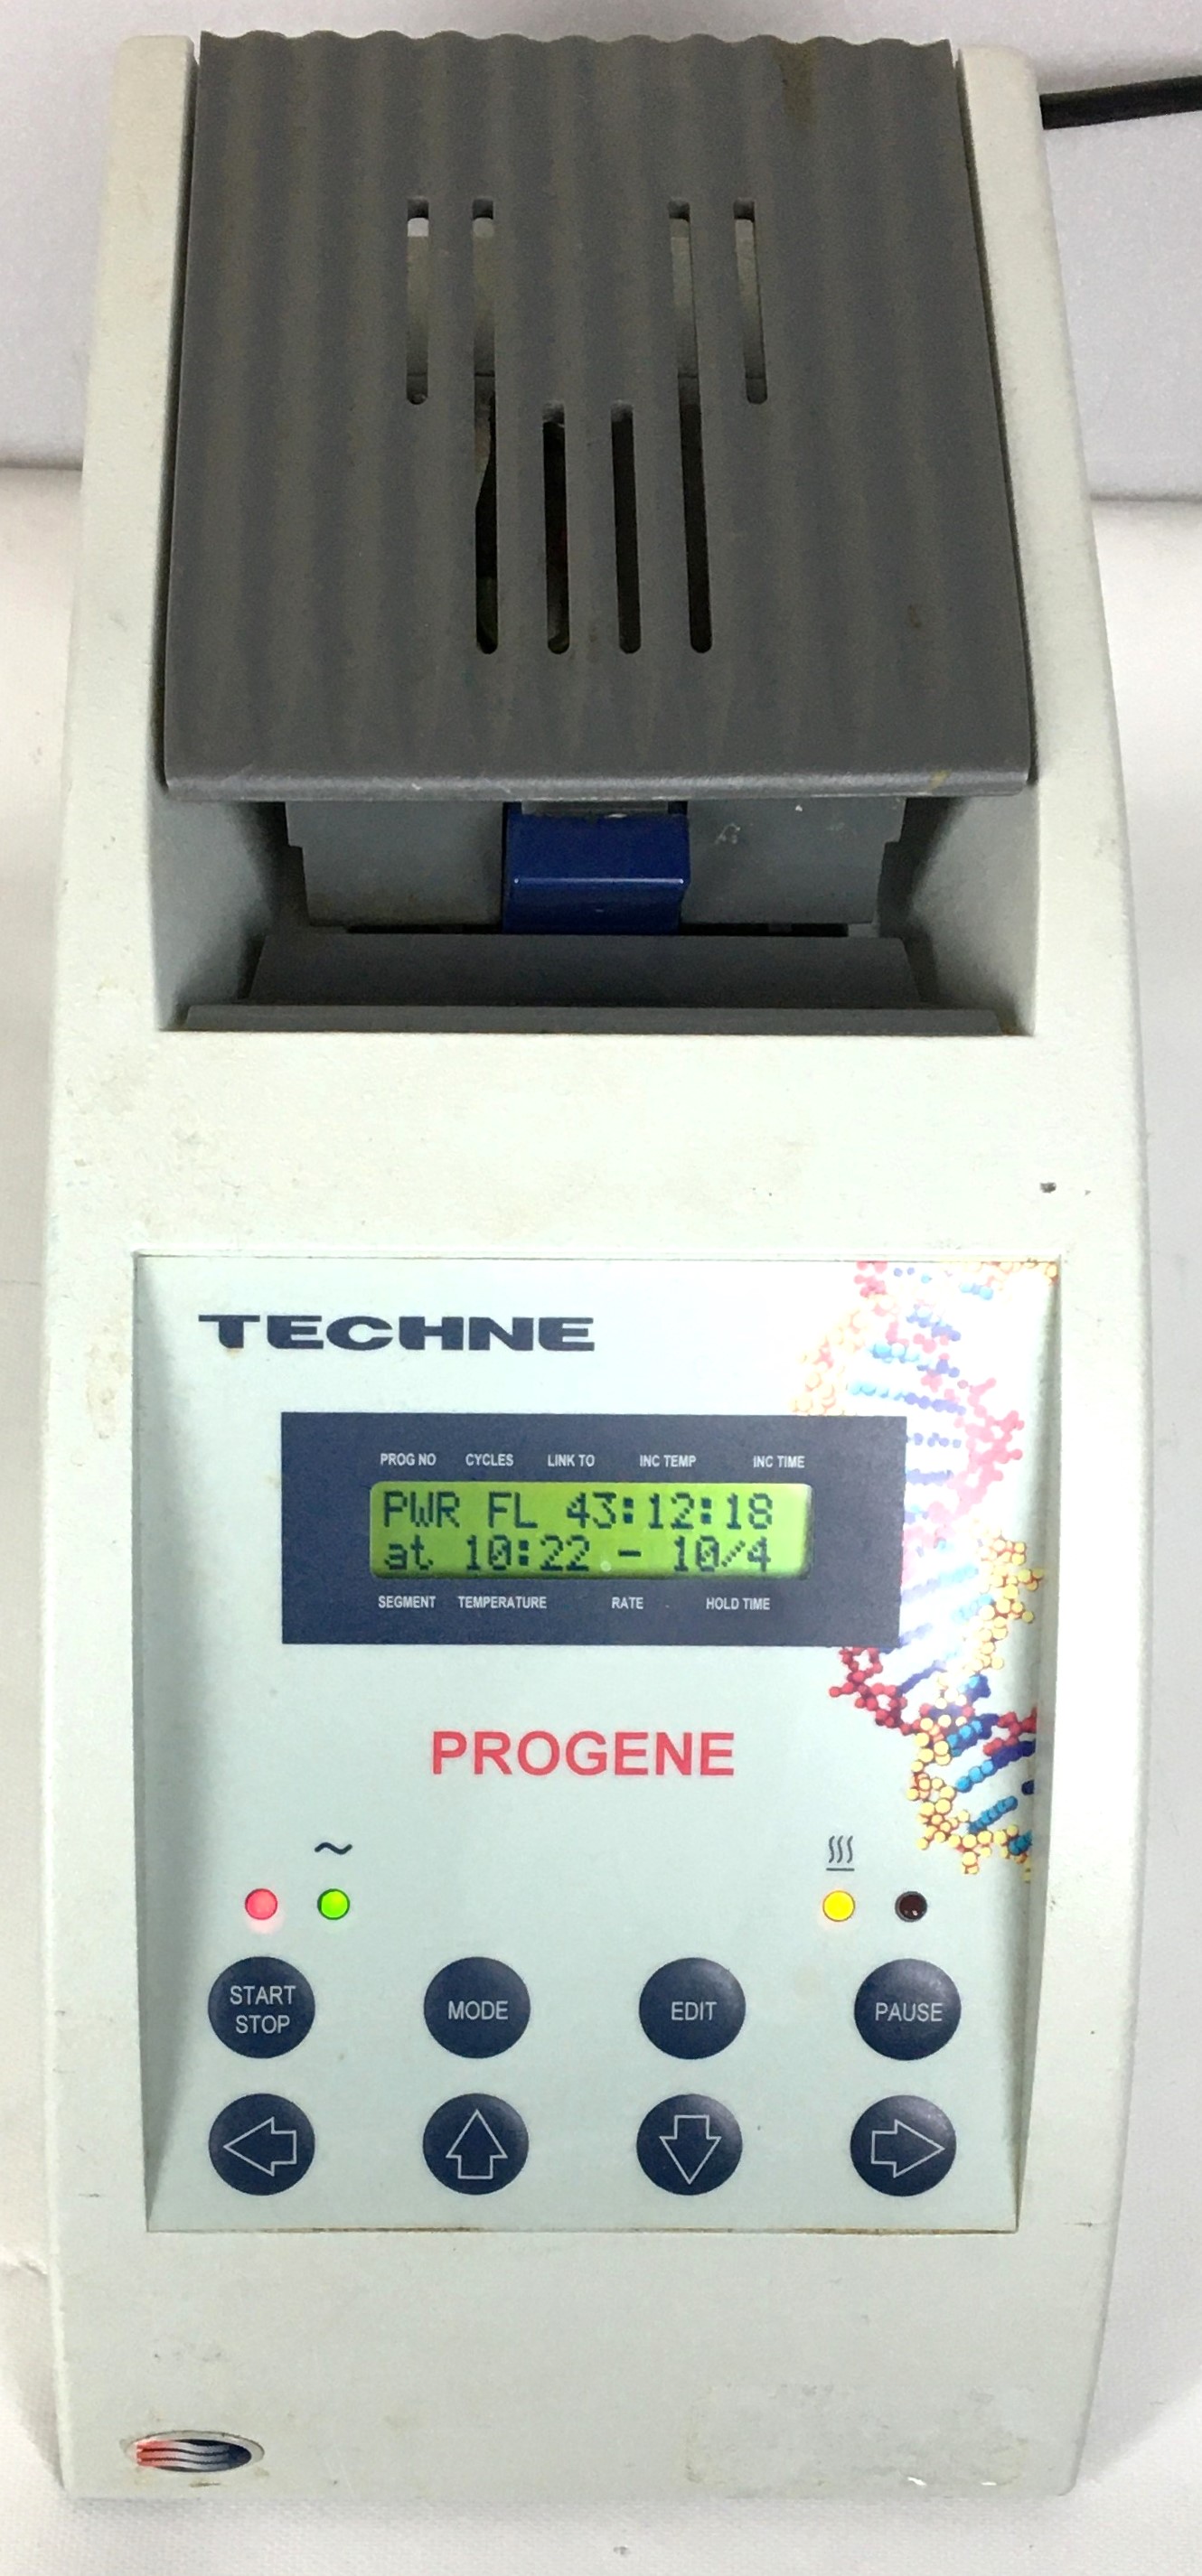 TECHNE
PROG NO CYCLES LINK TO INC TEMP INC TIME
PWR FL 43:12:18
at 10:22 - 10/4
SEGMENT TEMPERATURE RATE HOLD TIME
PROGENE
START STOP MODE EDIT PAUSE